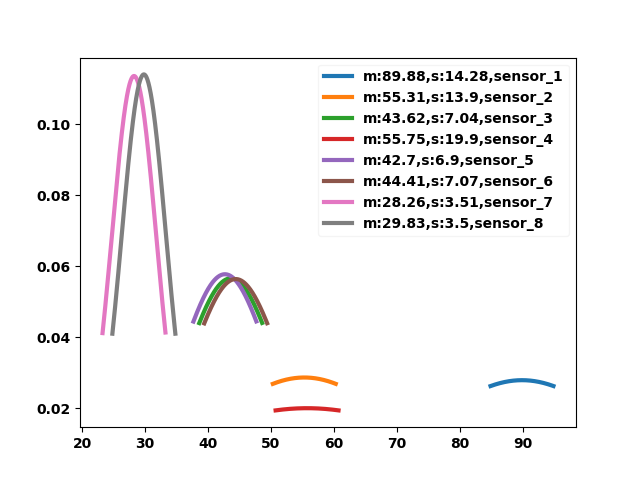 m:89.88,s:14.28,sensor_1
m:55.31,s:13.9,sensor_2
m:43.62,s:7.04,sensor_3
m:55.75,s:19.9,sensor_4
m:42.7,s:6.9,sensor_5
m:44.41,s:7.07,sensor_6
m:28.26,s:3.51,sensor_7
m:29.83,s:3.5,sensor_8
0.10
0.08
0.06
0.04
0.02
20 30 40 50 60 70 80 90